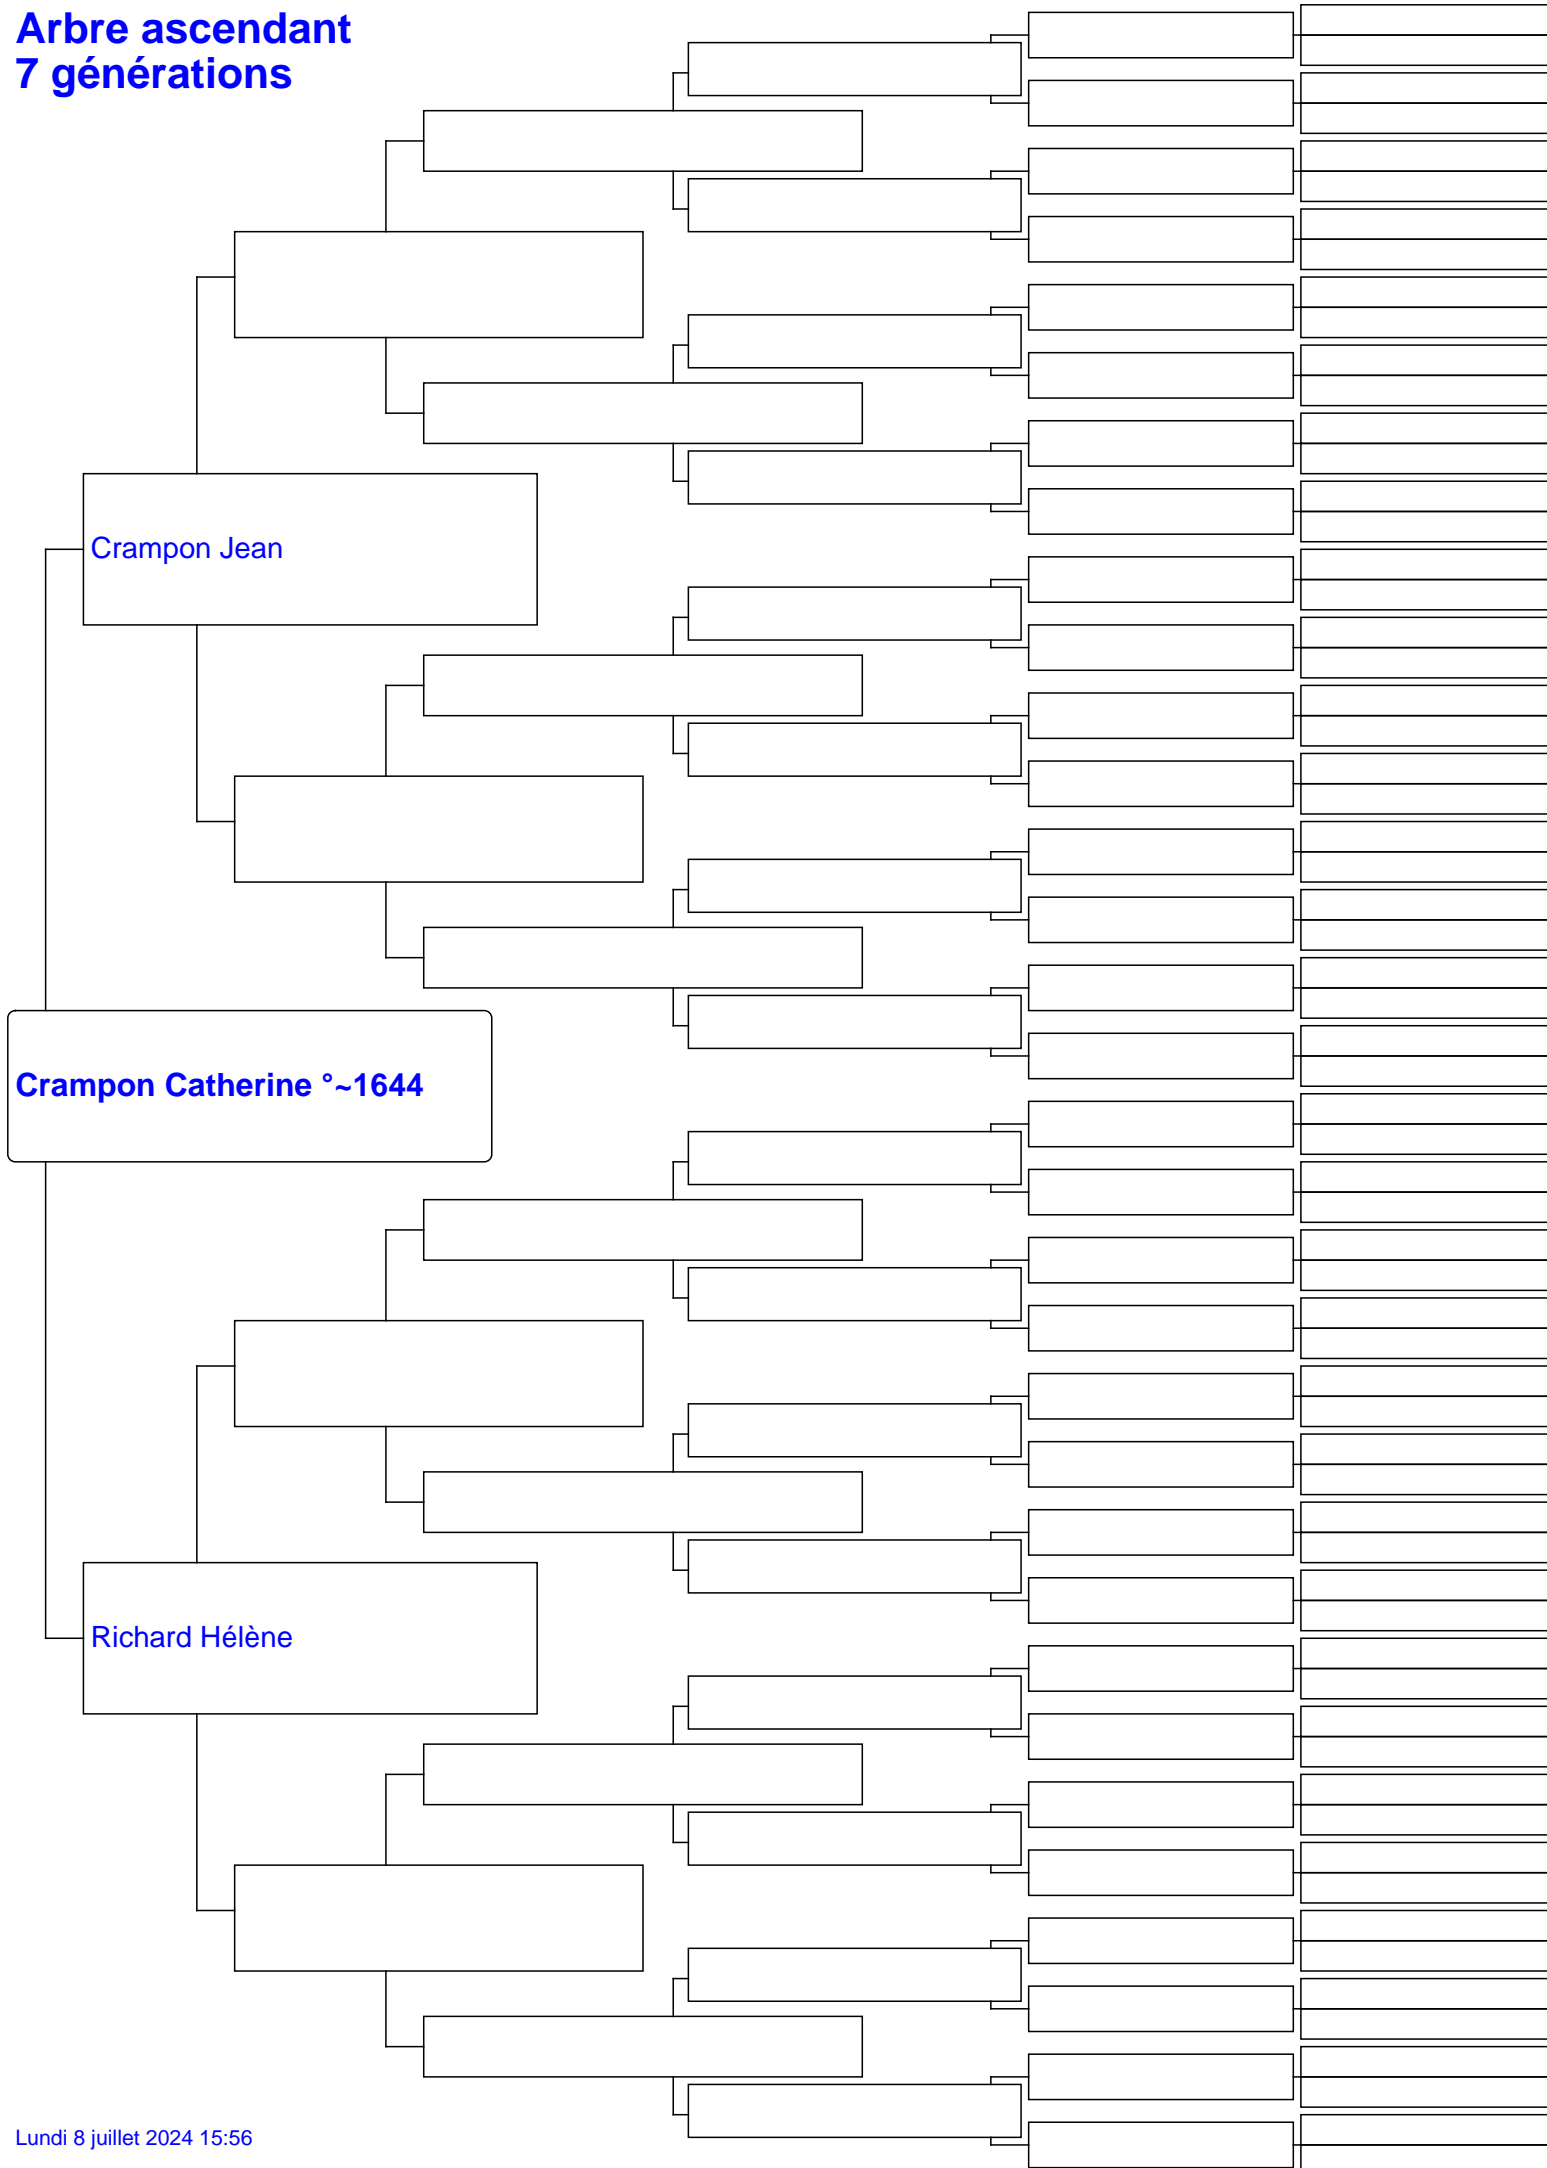 Arbre ascendant
7 générations
Crampon Jean
Crampon Catherine °~1644
Richard Hélène
Lundi 8 juillet 2024 15:56